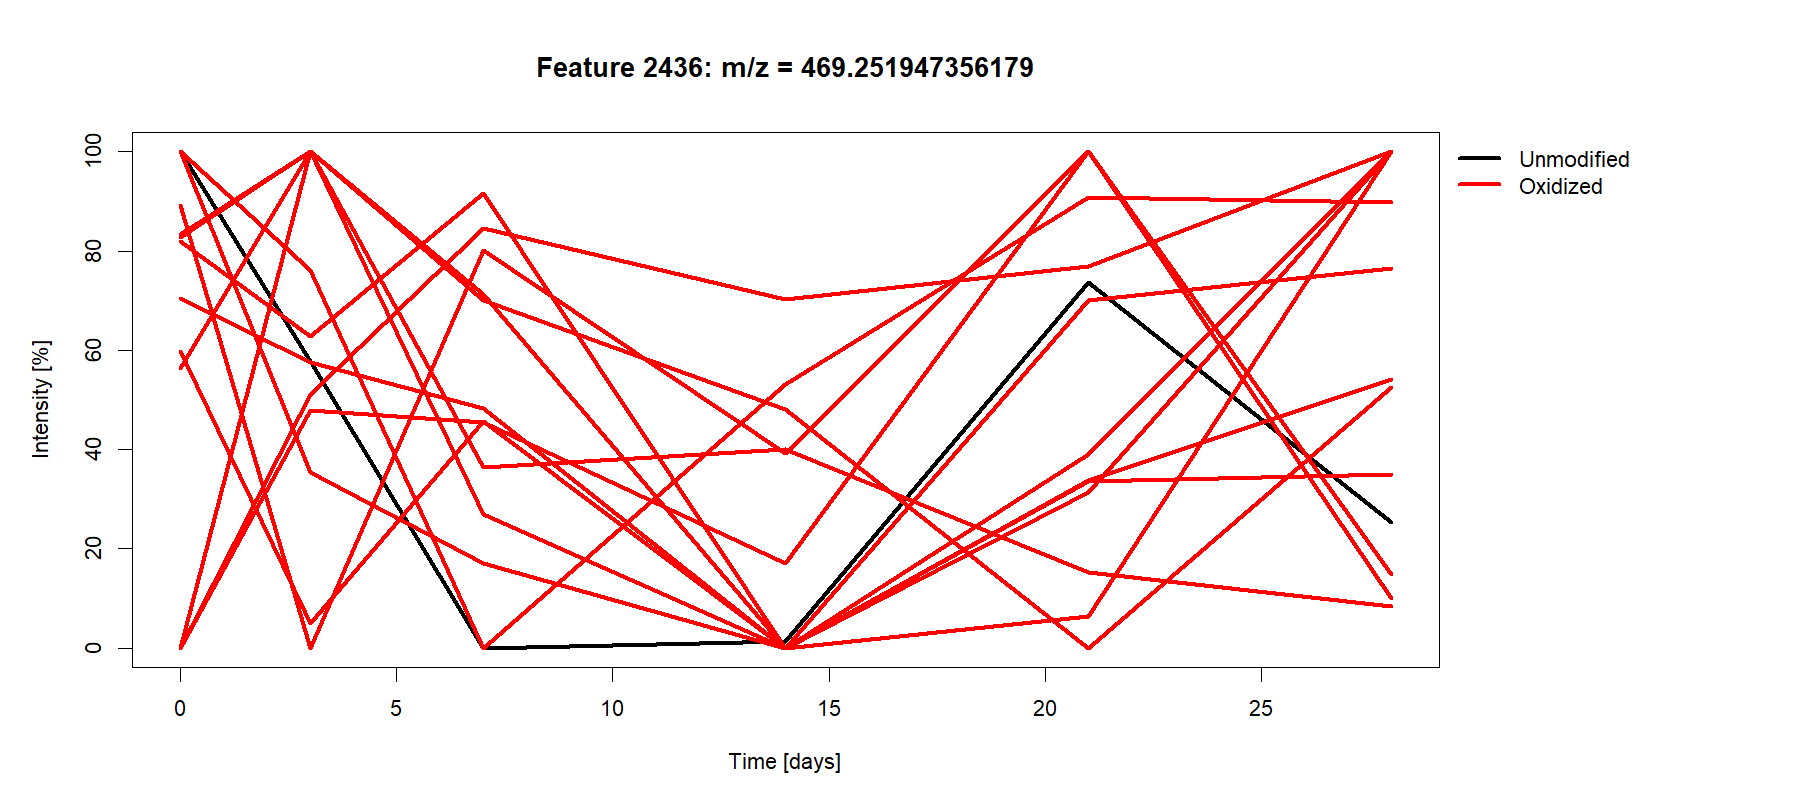 Feature 2436: m/z = 469.251947356179
Unmodified
Oxidized
Intensity [%]
100
80
60
40
20
0
0 5 10 15 20 25
Time [days]